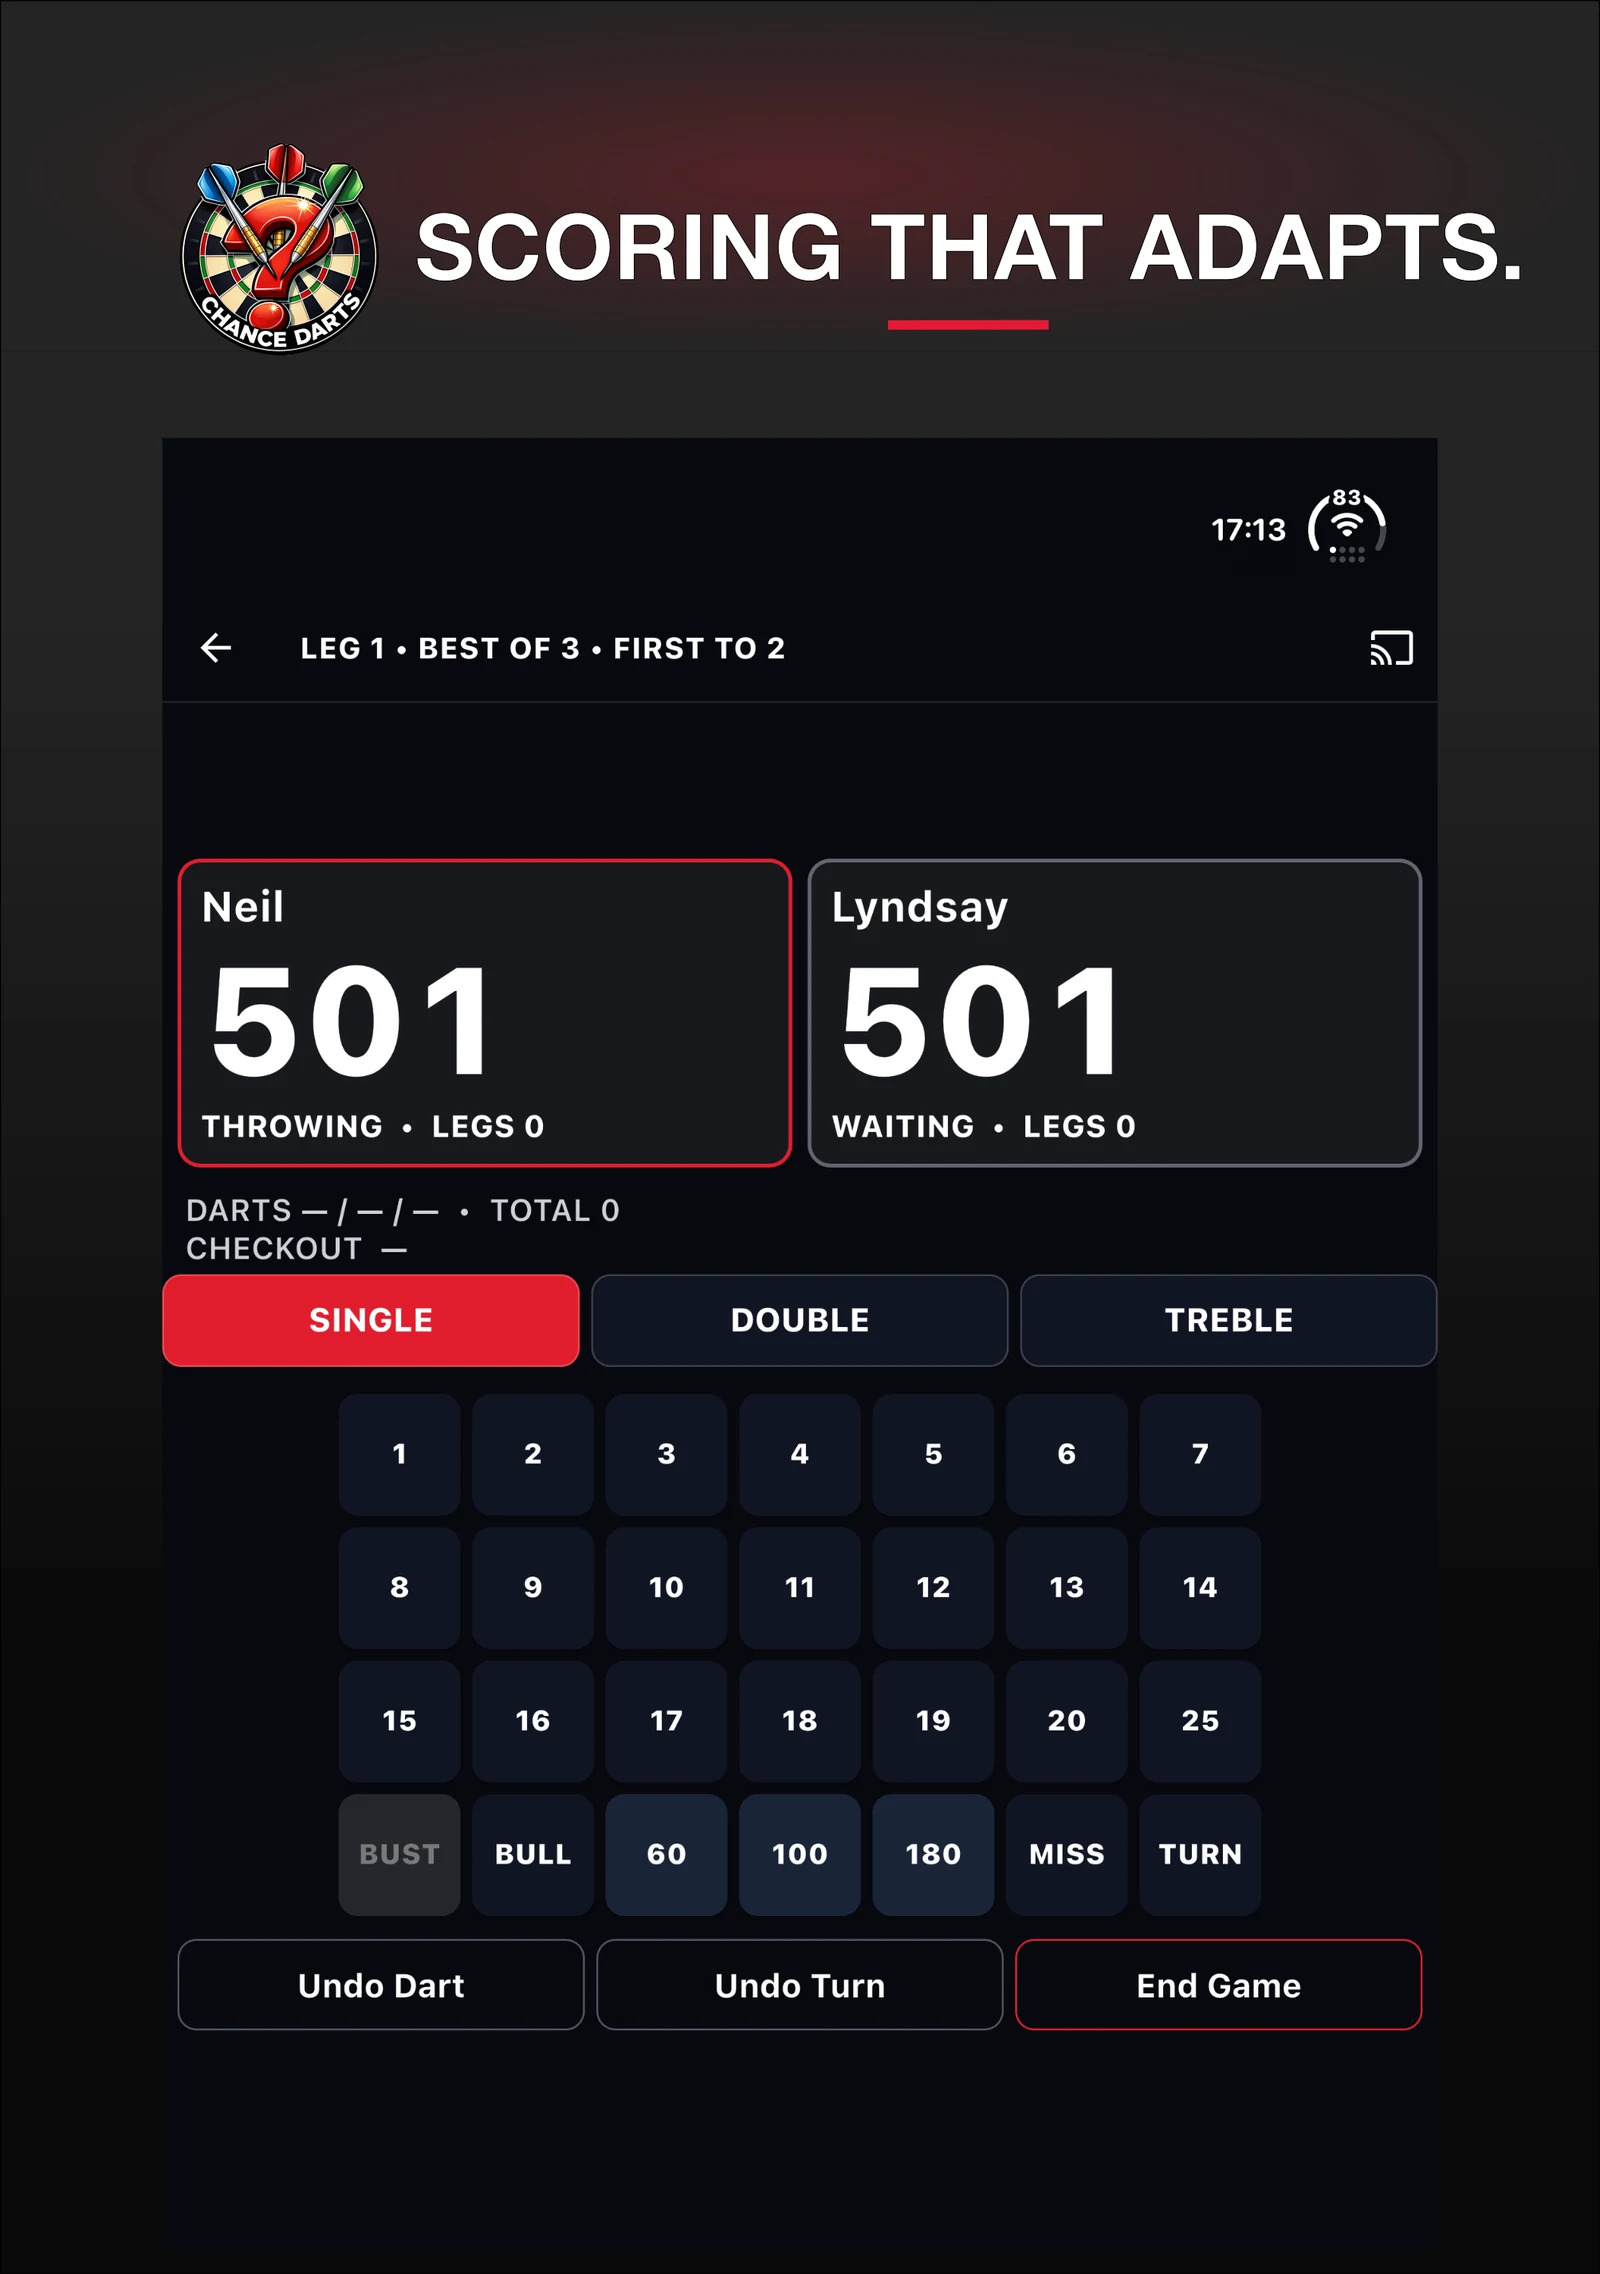 CHANCE DARTS
SCORING THAT ADAPTS.
17:13 83
LEG 1 • BEST OF 3 • FIRST TO 2
Neil
501
THROWING • LEGS 0
Lyndsay
501
WAITING • LEGS 0
DARTS — / — / — • TOTAL 0
CHECKOUT —
SINGLE DOUBLE TREBLE
1 2 3 4 5 6 7
8 9 10 11 12 13 14
15 16 17 18 19 20 25
BUST BULL 60 100 180 MISS TURN
Undo Dart Undo Turn End Game